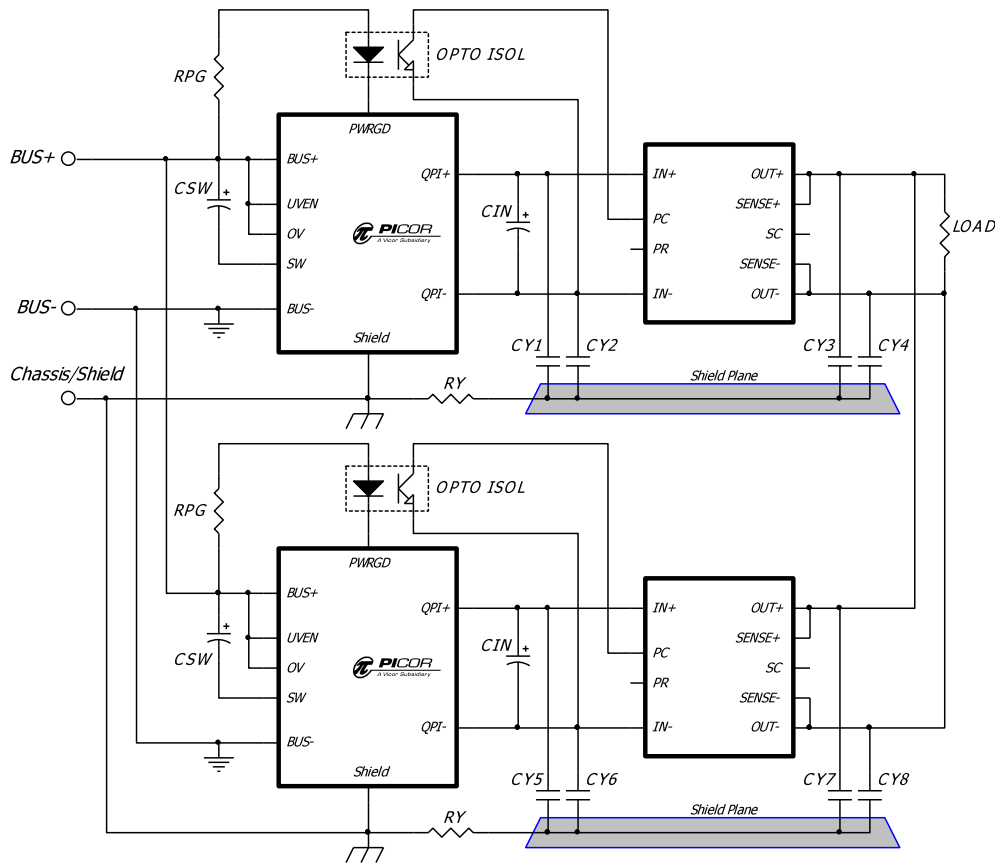 OPTO ISOL
RPG
PWRGD
BUS+
BUS+
QPI+
IN+
OUT+
CSW
+
UVEN
CIN
+
SENSE+
PC
OV
PICOR
A Vicor Subsidiary
SC
LOAD
PR
SW
SENSE-
QPI-
IN-
OUT-
BUS-
BUS-
Shield
CY1
CY2
CY3
CY4
Chassis/Shield
RY
Shield Plane
OPTO ISOL
RPG
PWRGD
BUS+
QPI+
IN+
OUT+
+
UVEN
CIN
+
SENSE+
PC
CSW
OV
PICOR
A Vicor Subsidiary
SC
PR
SW
SENSE-
QPI-
IN-
OUT-
BUS-
Shield
CY5
CY6
CY7
CY8
RY
Shield Plane